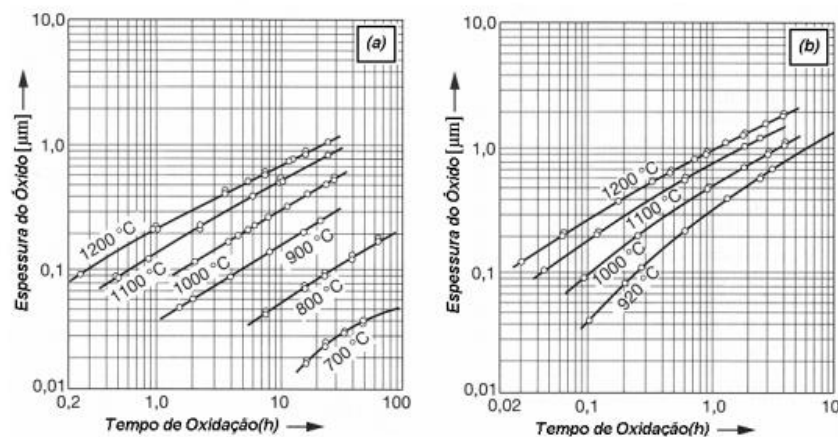 (a)
Espessura do Óxido [μm]
10,0
1,0
0,1
0,01
1200 °C
1100 °C
1000 °C
900 °C
800 °C
700 °C
0,2 1,0 10 100
Tempo de Oxidação(h)
(b)
Espessura do Óxido [μm]
10,0
1,0
0,1
0,01
1200 °C
1100 °C
1000 °C
920 °C
0,02 0,1 1,0 10
Tempo de Oxidação(h)